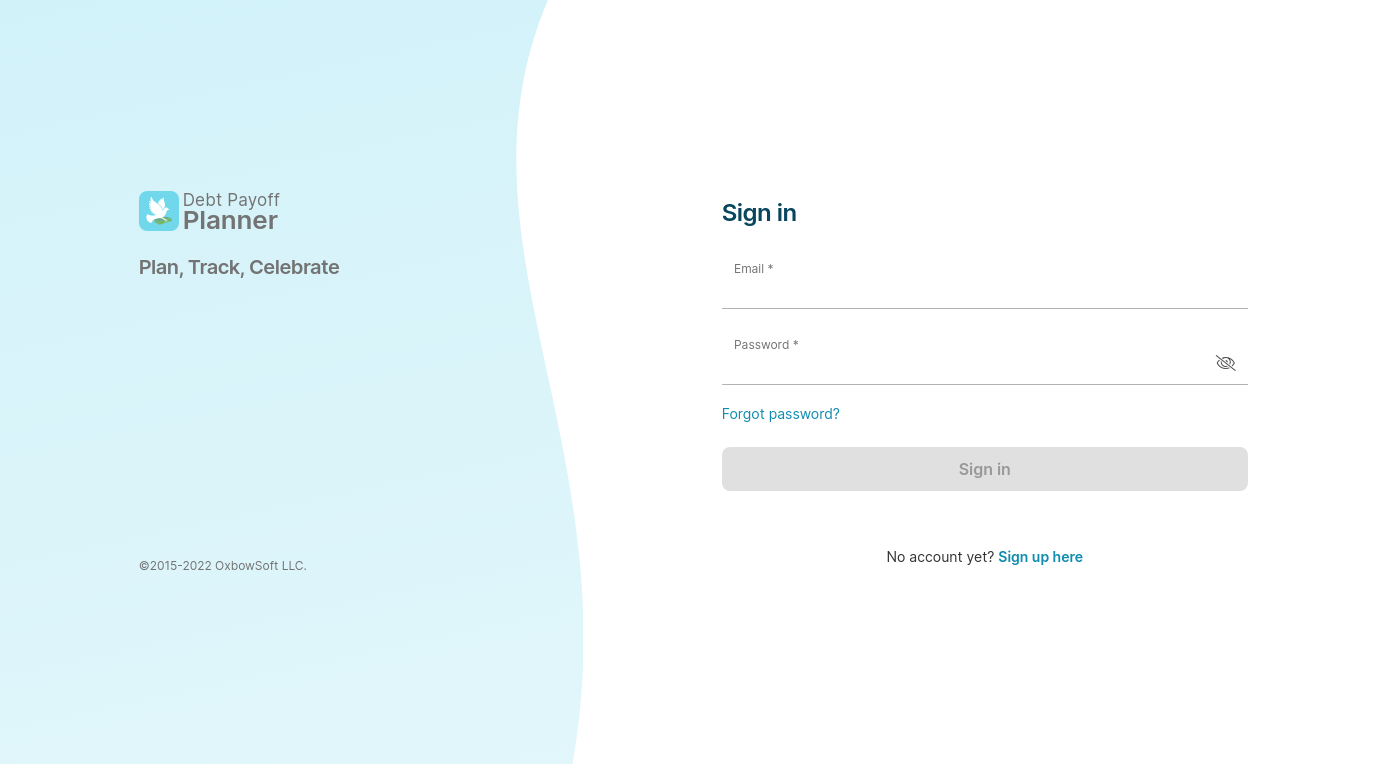 Debt Payoff
Planner
Plan, Track, Celebrate
©2015-2022 OxbowSoft LLC.
Sign in
Email *
Password *
Forgot password?
Sign in
No account yet? Sign up here